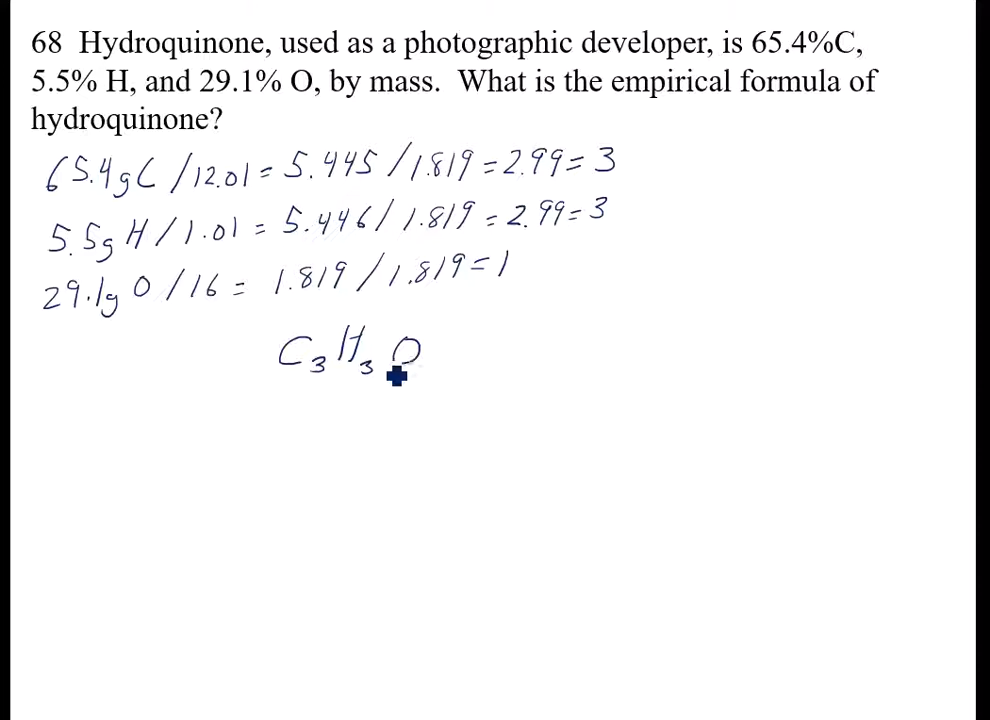 68 Hydroquinone, used as a photographic developer, is 65.4%C,
5.5% H, and 29.1% O, by mass. What is the empirical formula of
hydroquinone?
65.4gC /12.01 = 5.445 /1.819 = 2.99 = 3
5.5g H / 1.01 = 5.446 / 1.819 = 2.99 = 3
29.1g O / 16 = 1.819 / 1.819 = 1
C₃H₃O